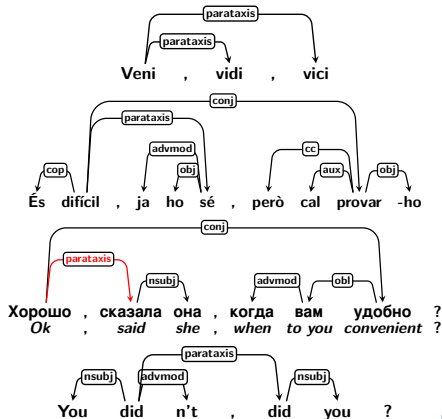 parataxis
parataxis
Veni , vidi , vici
conj
parataxis
cop advmod obj cc aux obj
És difícil , ja ho sé , però cal provar -ho
conj
parataxis nsubj advmod obl
Хорошо , сказала она , когда вам удобно ?
Ok , said she , when to you convenient ?
parataxis
nsubj advmod nsubj
You did n't , did you ?